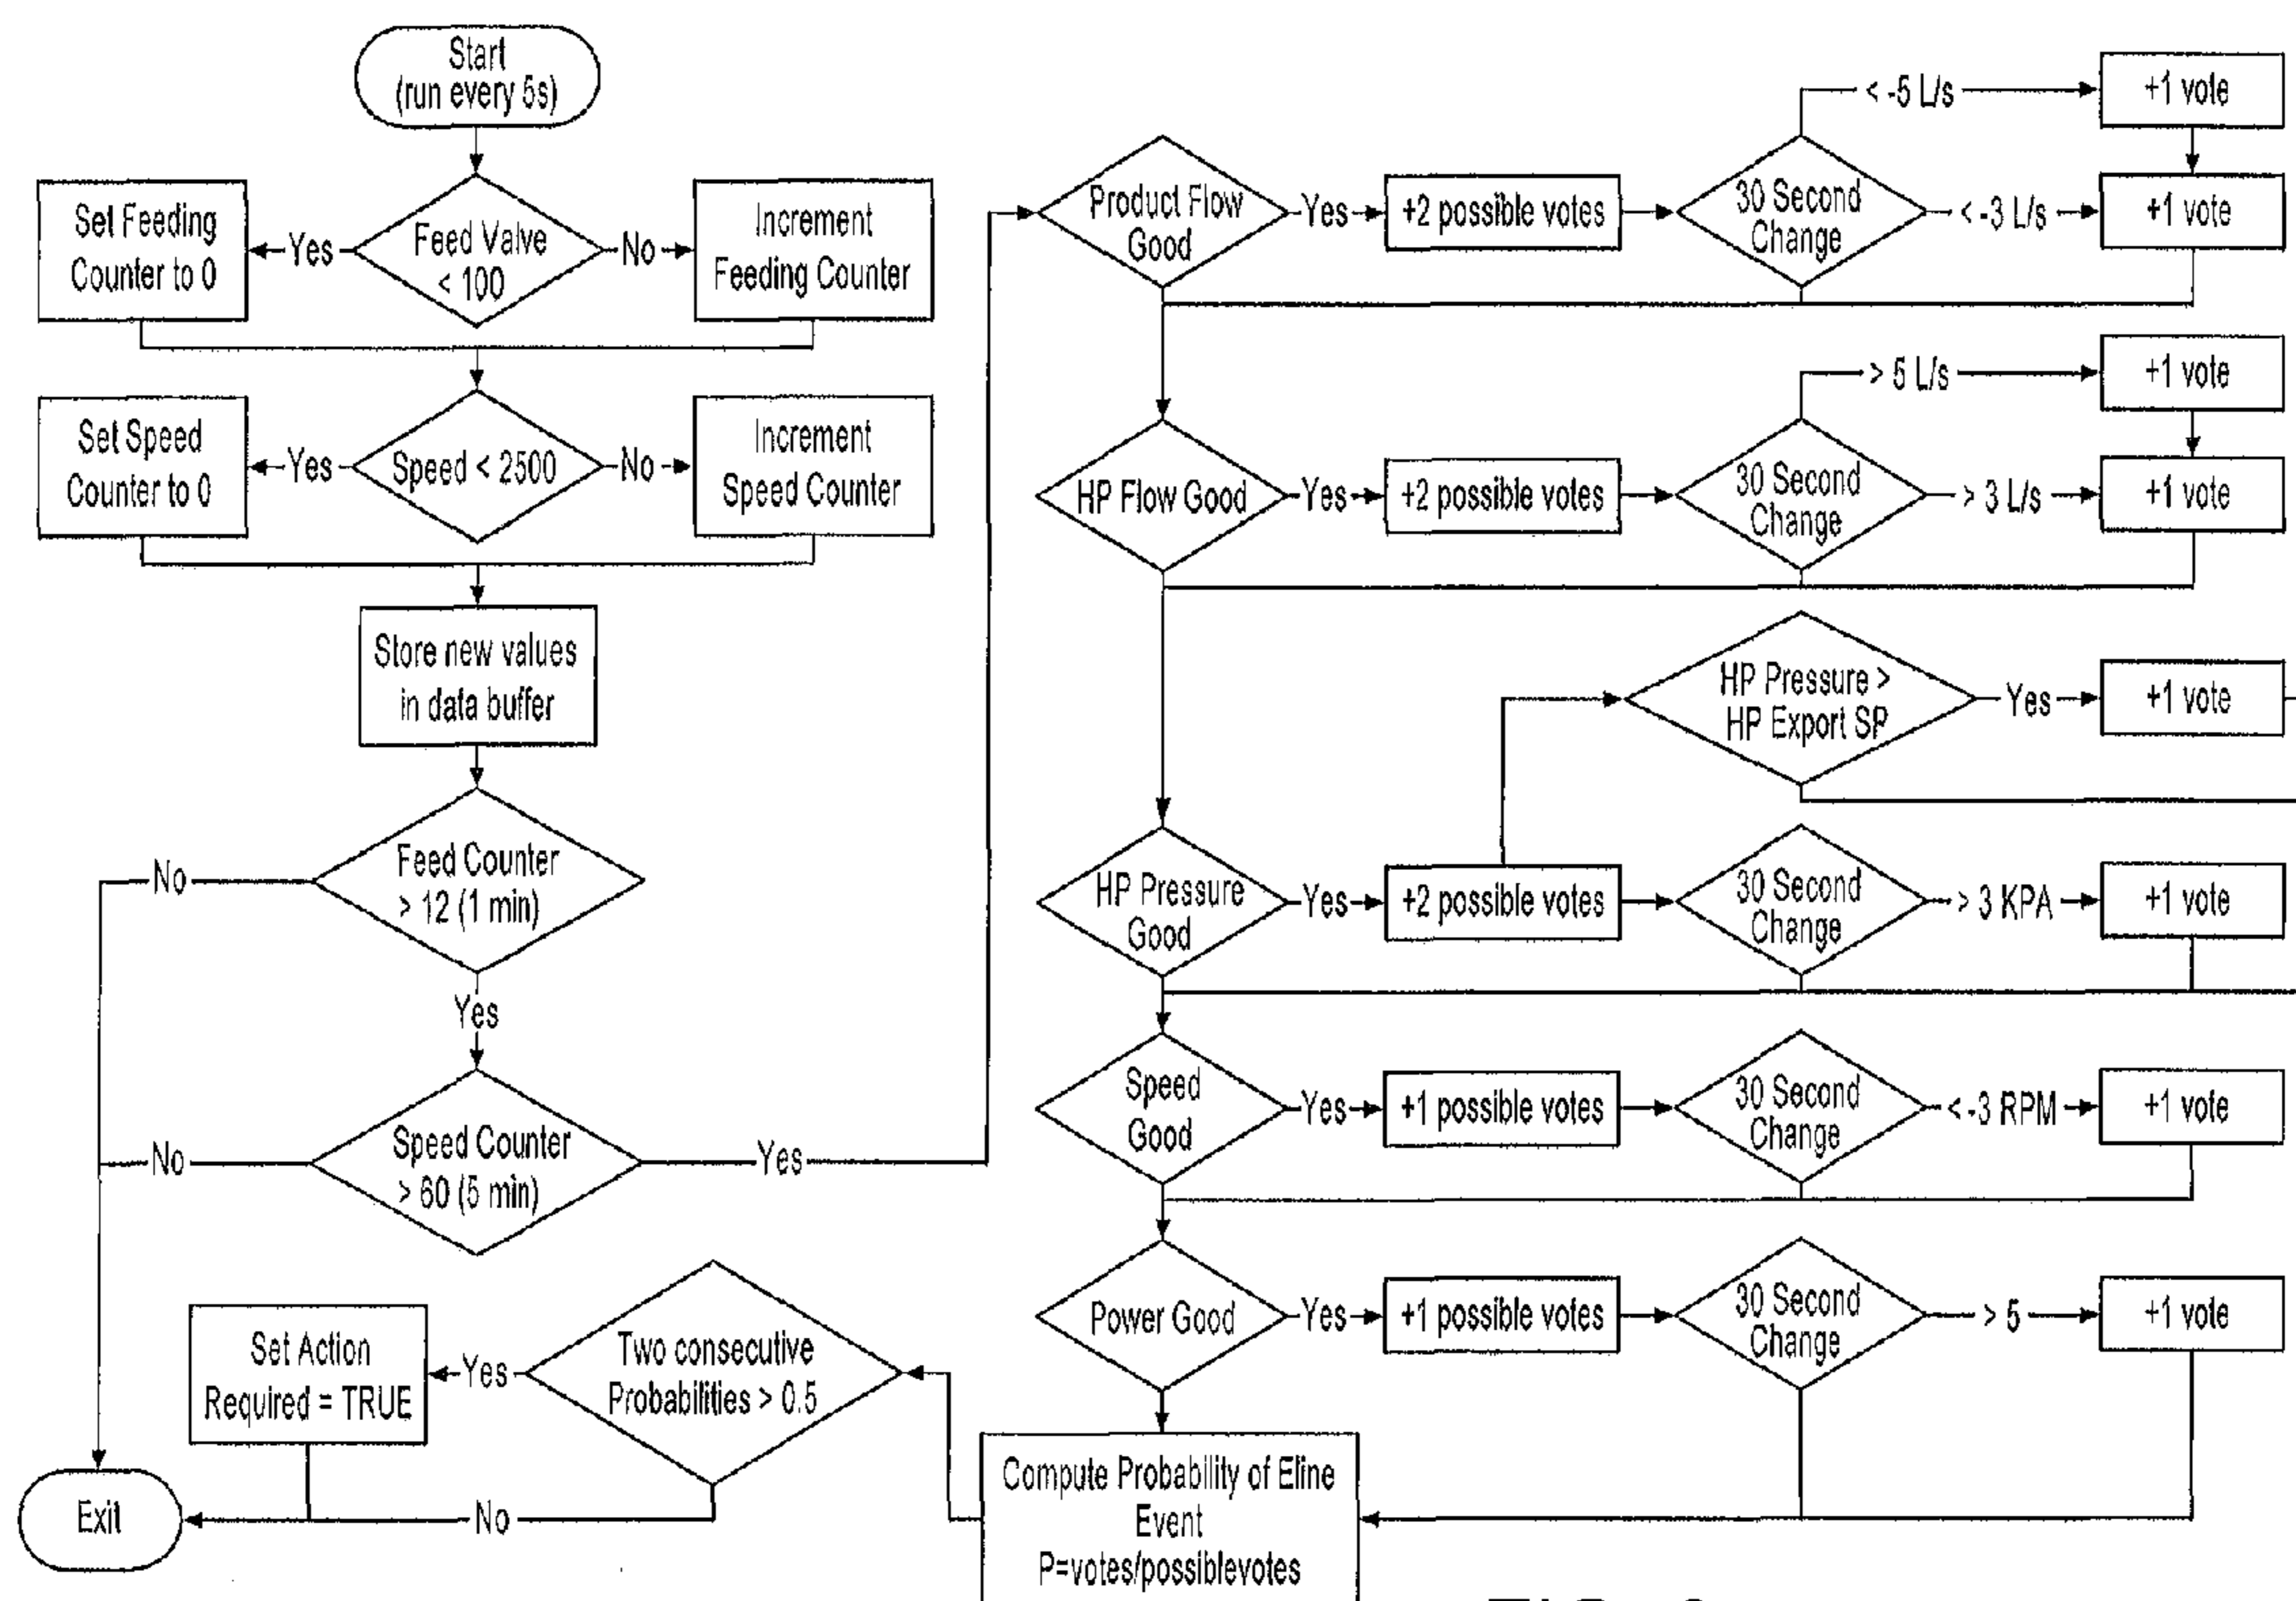 Start
(run every 5s)
Feed Valve
< 100
Yes
Set Feeding
Counter to 0
No
Increment
Feeding Counter
Speed < 2500
Yes
Set Speed
Counter to 0
No
Increment
Speed Counter
Store new values
in data buffer
Feed Counter
> 12 (1 min)
No
Yes
Speed Counter
> 60 (5 min)
No
Yes
Product Flow
Good
Yes
+2 possible votes
30 Second
Change
< -5 L/s
+1 vote
< -3 L/s
+1 vote
HP Flow Good
Yes
+2 possible votes
30 Second
Change
> 5 L/s
+1 vote
> 3 L/s
+1 vote
HP Pressure >
HP Export SP
Yes
+1 vote
HP Pressure
Good
Yes
+2 possible votes
30 Second
Change
> 3 KPA
+1 vote
Speed
Good
Yes
+1 possible votes
30 Second
Change
< -3 RPM
+1 vote
Power Good
Yes
+1 possible votes
30 Second
Change
> 5
+1 vote
Compute Probability of Eline
Event
P=votes/possiblevotes
Two consecutive
Probabilities > 0.5
Yes
Set Action
Required = TRUE
No
Exit